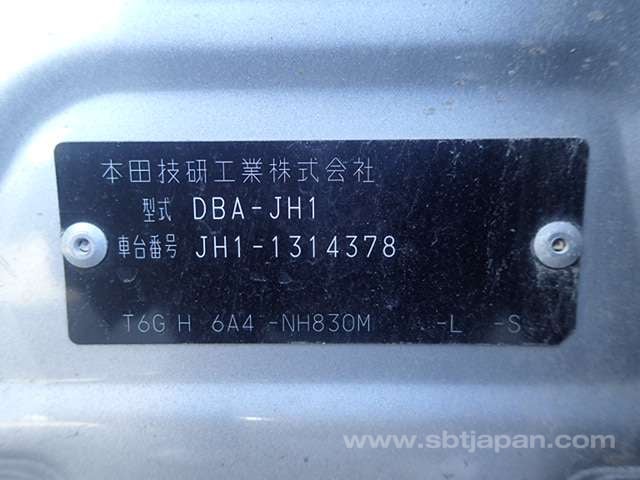 本田技研工業株式会社
型式 DBA-JH1
車台番号 JH1-1314378
T6G H 6A4 -NH830M -L -S
www.sbtjapan.com